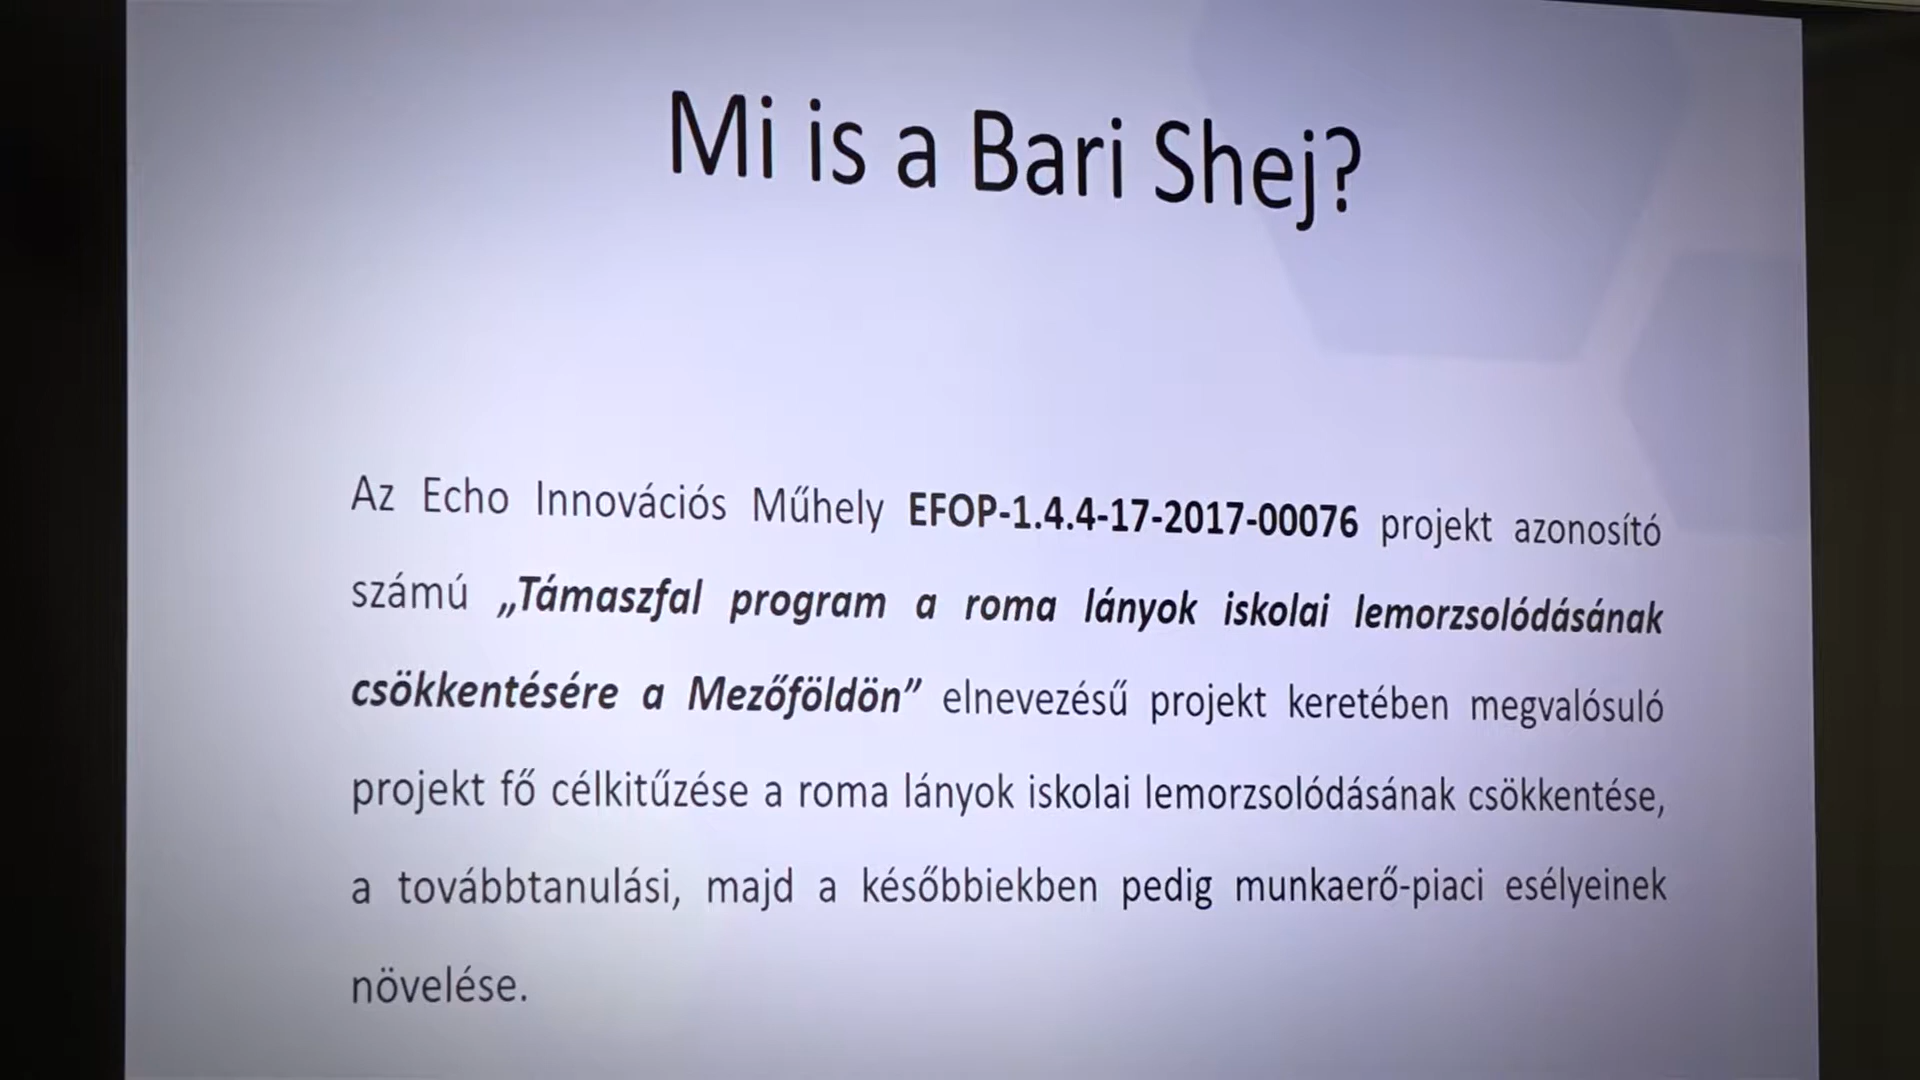 Mi is a Bari Shej?
Az Echo Innovációs Műhely EFOP-1.4.4-17-2017-00076 projekt azonosító
számú „Támaszfal program a roma lányok iskolai lemorzsolódásának
csökkentésére a Mezőföldön” elnevezésű projekt keretében megvalósuló
projekt fő célkitűzése a roma lányok iskolai lemorzsolódásának csökkentése,
a továbbtanulási, majd a későbbiekben pedig munkaerő-piaci esélyeinek
növelése.